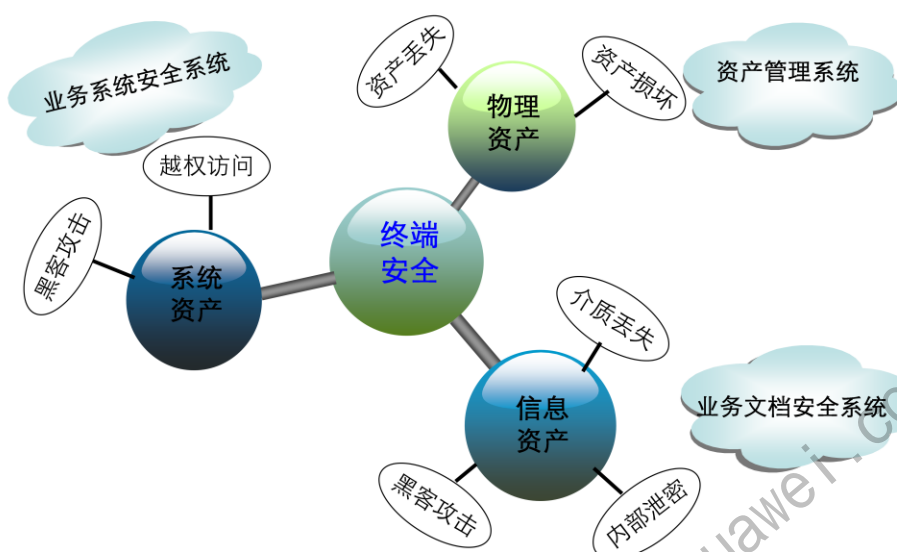 业务系统安全系统
资产丢失
资产损坏
资产管理系统
物理
资产
越权访问
黑客攻击
系统
资产
终端
安全
介质丢失
信息
资产
业务文档安全系统
黑客攻击
内部泄密
uawei.co